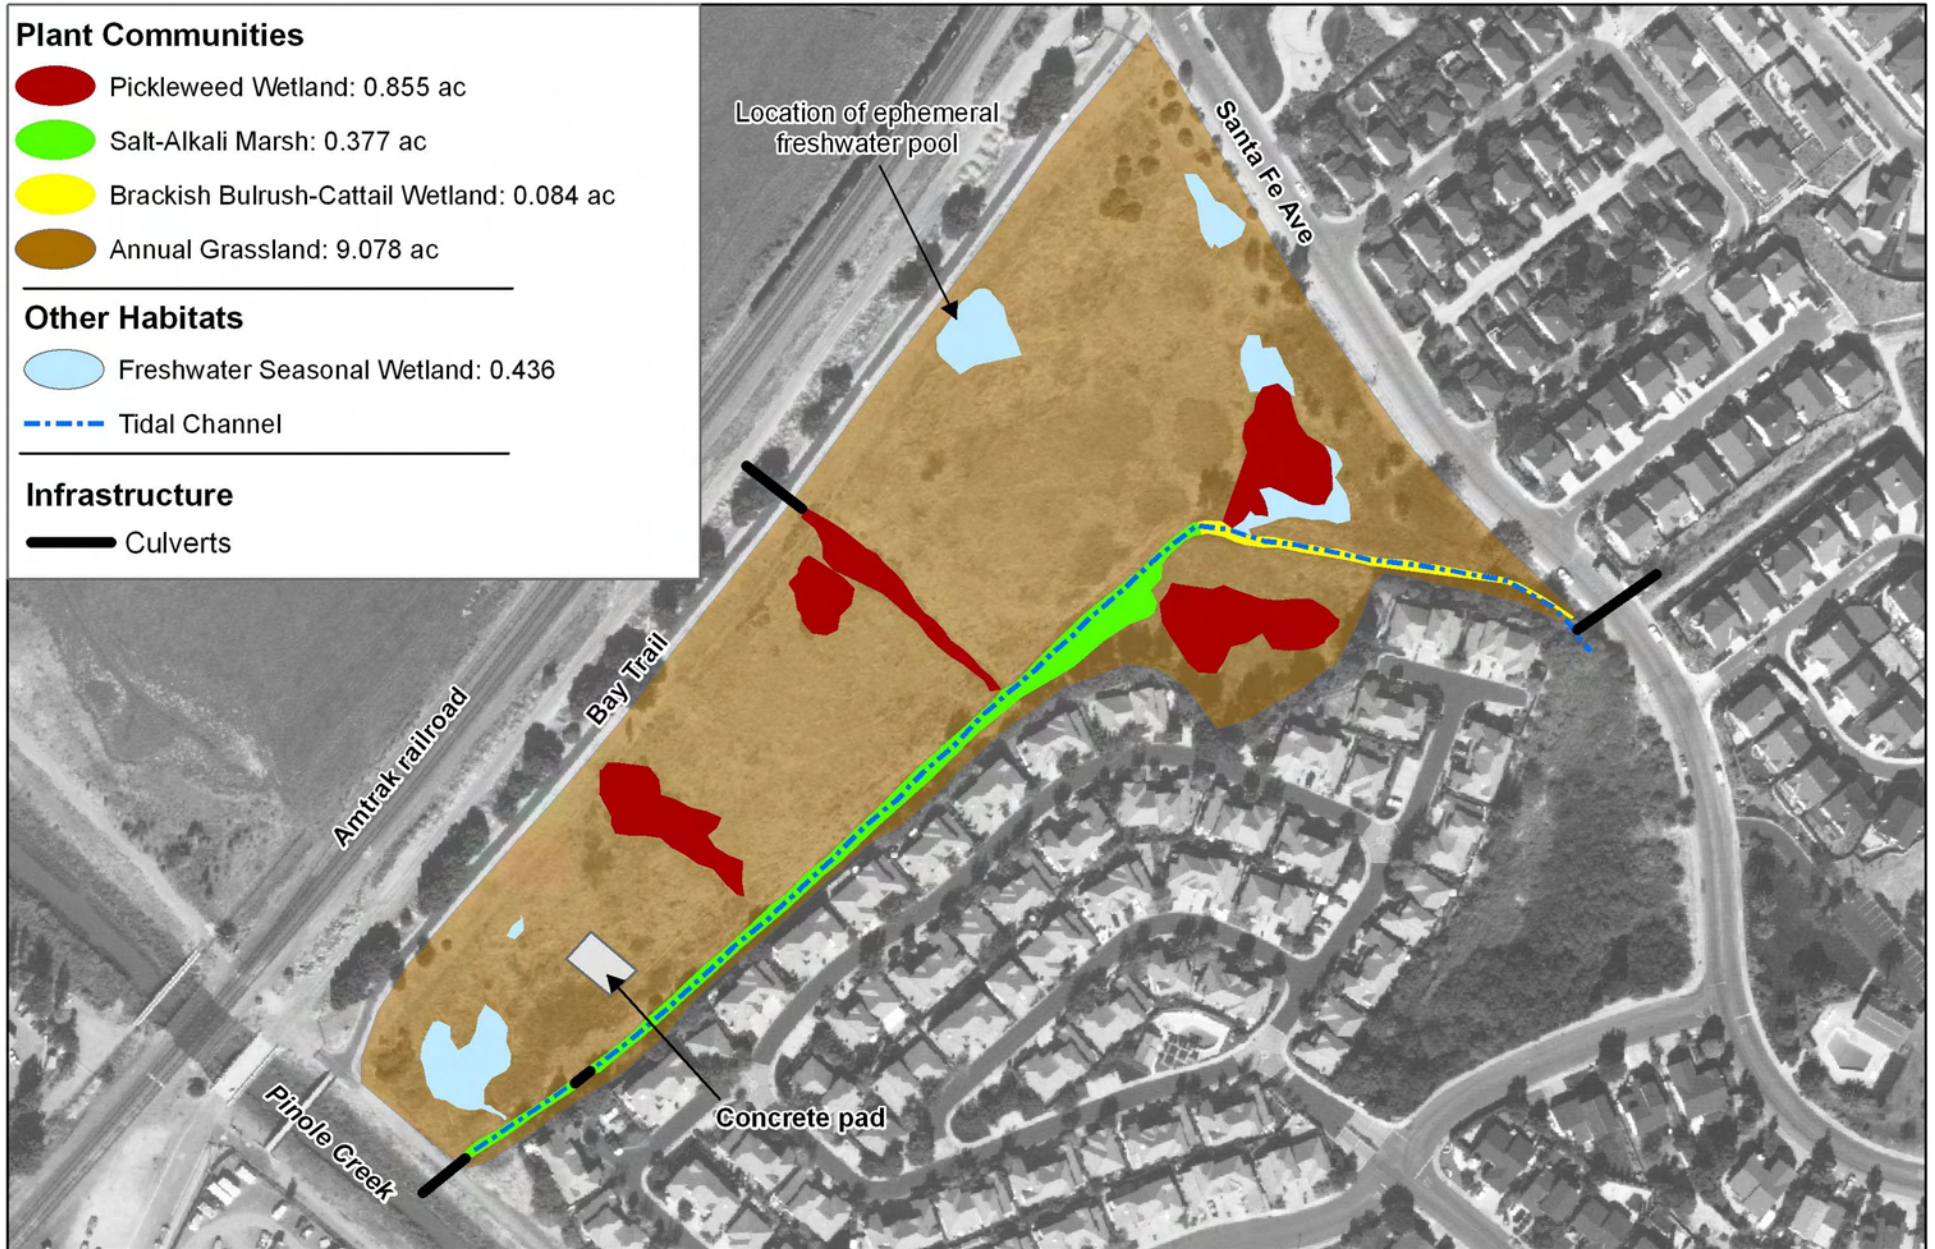 Plant Communities
Pickleweed Wetland: 0.855 ac
Salt-Alkali Marsh: 0.377 ac
Brackish Bulrush-Cattail Wetland: 0.084 ac
Annual Grassland: 9.078 ac
Other Habitats
Freshwater Seasonal Wetland: 0.436
Tidal Channel
Infrastructure
Culverts
Location of ephemeral
freshwater pool
Santa Fe Ave
Bay Trail
Amtrak railroad
Concrete pad
Pinole Creek